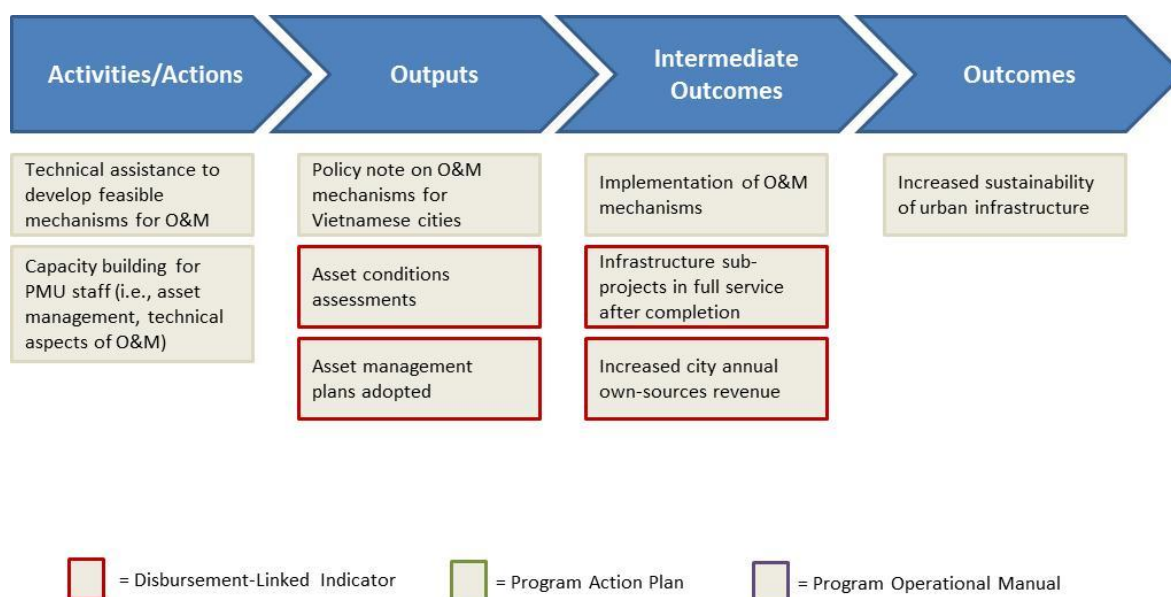 Activities/Actions
Outputs
Intermediate
Outcomes
Outcomes
Technical assistance to
develop feasible
mechanisms for O&M
Capacity building for
PMU staff (i.e., asset
management, technical
aspects of O&M)
Policy note on O&M
mechanisms for
Vietnamese cities
Asset conditions
assessments
Asset management
plans adopted
Implementation of O&M
mechanisms
Infrastructure sub-
projects in full service
after completion
Increased city annual
own-sources revenue
Increased sustainability
of urban infrastructure
= Disbursement-Linked Indicator
= Program Action Plan
= Program Operational Manual